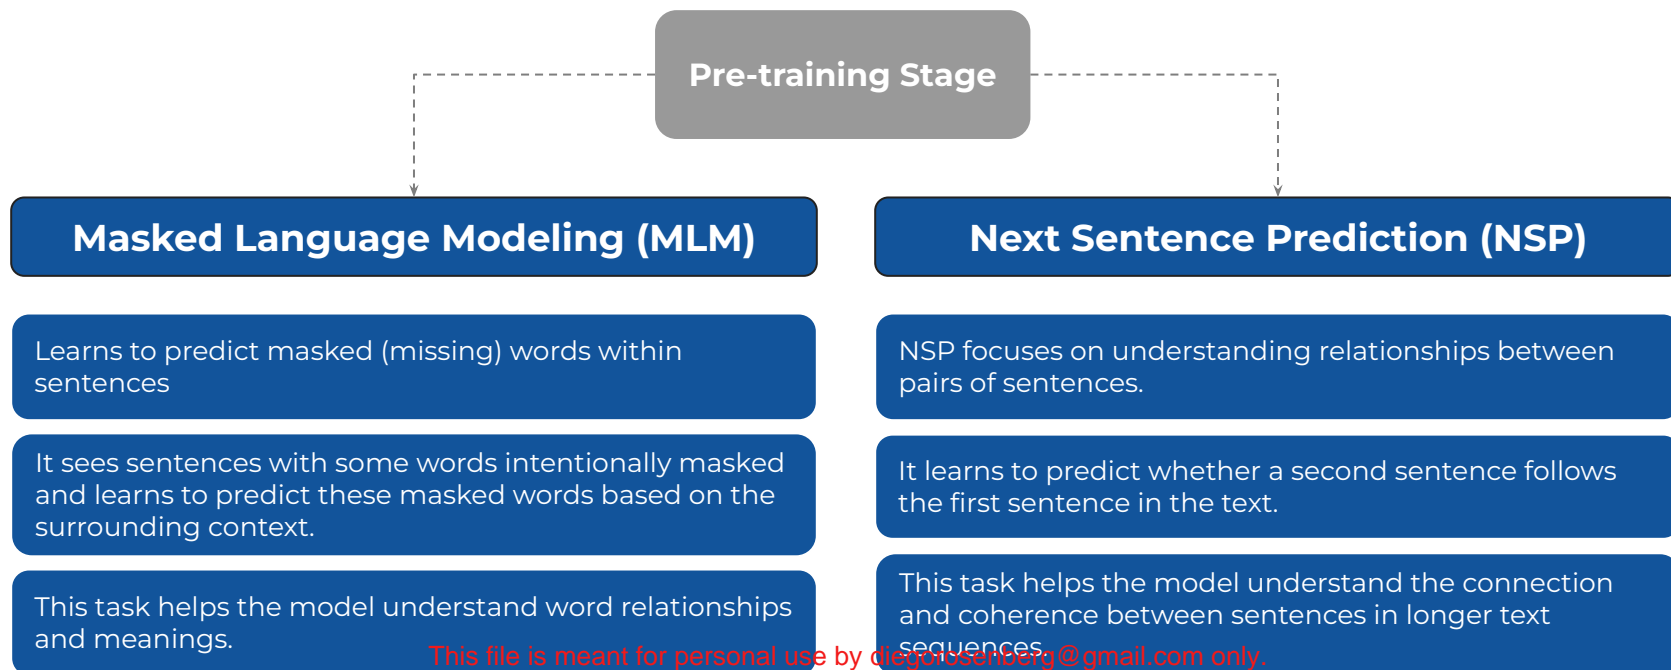 Pre-training Stage
Masked Language Modeling (MLM)
Learns to predict masked (missing) words within
sentences
It sees sentences with some words intentionally masked
and learns to predict these masked words based on the
surrounding context.
This task helps the model understand word relationships
and meanings.
Next Sentence Prediction (NSP)
NSP focuses on understanding relationships between
pairs of sentences.
It learns to predict whether a second sentence follows
the first sentence in the text.
This task helps the model understand the connection
and coherence between sentences in longer text
sequences.
This file is meant for personal use by diegorosenberg@gmail.com only.